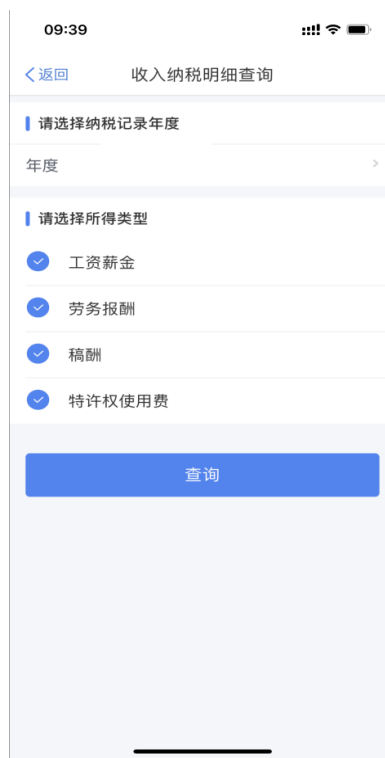 09:39
返回 收入纳税明细查询
请选择纳税记录年度
年度
请选择所得类型
工资薪金
劳务报酬
稿酬
特许权使用费
查询